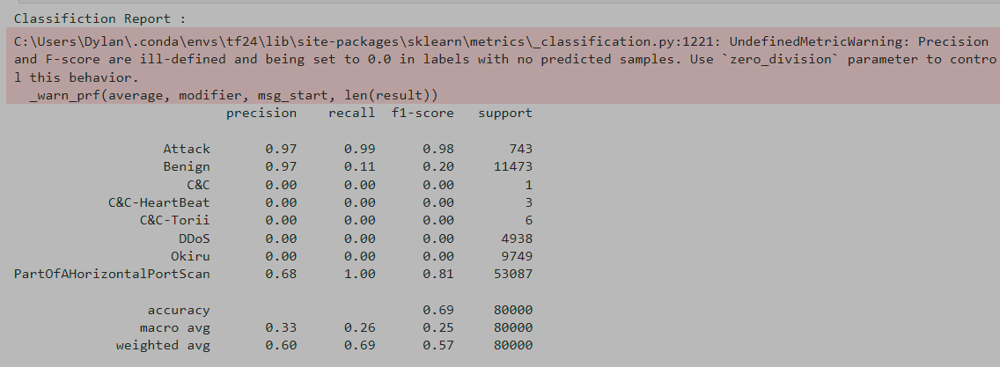 Classifiction Report :
C:\Users\Dylan\.conda\envs\tf24\lib\site-packages\sklearn\metrics\_classification.py:1221: UndefinedMetricWarning: Precision
and F-score are ill-defined and being set to 0.0 in labels with no predicted samples. Use `zero_division` parameter to contro
l this behavior.
  _warn_prf(average, modifier, msg_start, len(result))
precision recall f1-score support
Attack 0.97 0.99 0.98 743
Benign 0.97 0.11 0.20 11473
C&C 0.00 0.00 0.00 1
C&C-HeartBeat 0.00 0.00 0.00 3
C&C-Torii 0.00 0.00 0.00 6
DDoS 0.00 0.00 0.00 4938
Okiru 0.00 0.00 0.00 9749
PartOfAHorizontalPortScan 0.68 1.00 0.81 53087
accuracy 0.69 80000
macro avg 0.33 0.26 0.25 80000
weighted avg 0.60 0.69 0.57 80000